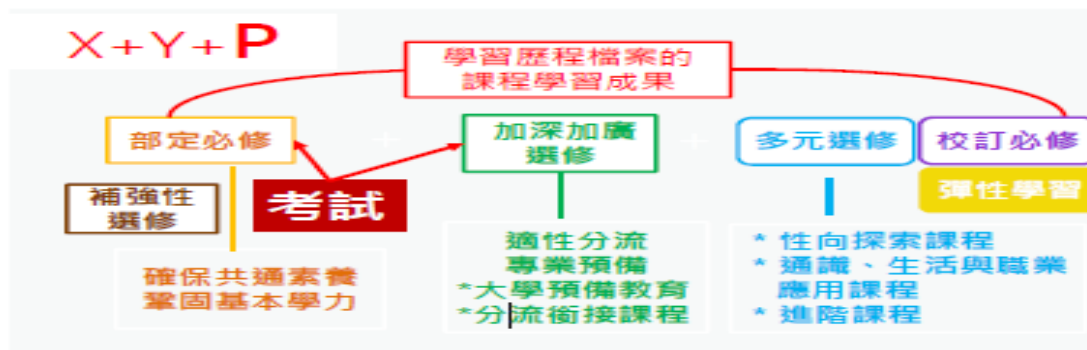 X+Y+P
學習歷程檔案的
課程學習成果
部定必修
+
加深加廣
選修
+
多元選修
校訂必修
補強性
選修
考試
彈性學習
確保共通素養
鞏固基本學力
適性分流
專業預備
*大學預備教育
*分流銜接課程
* 性向探索課程
* 通識、生活與職業
應用課程
* 進階課程